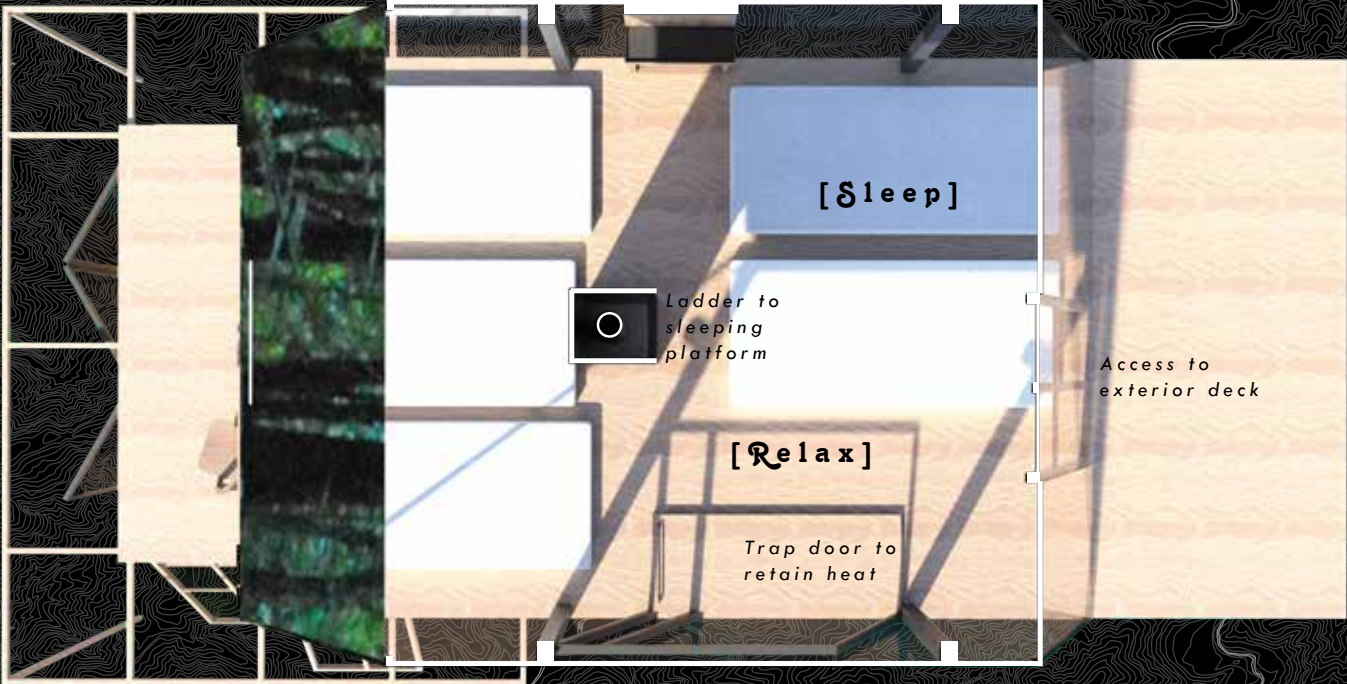 [Sleep]
Ladder to
sleeping
platform
Access to
exterior deck
[Relax]
Trap door to
retain heat